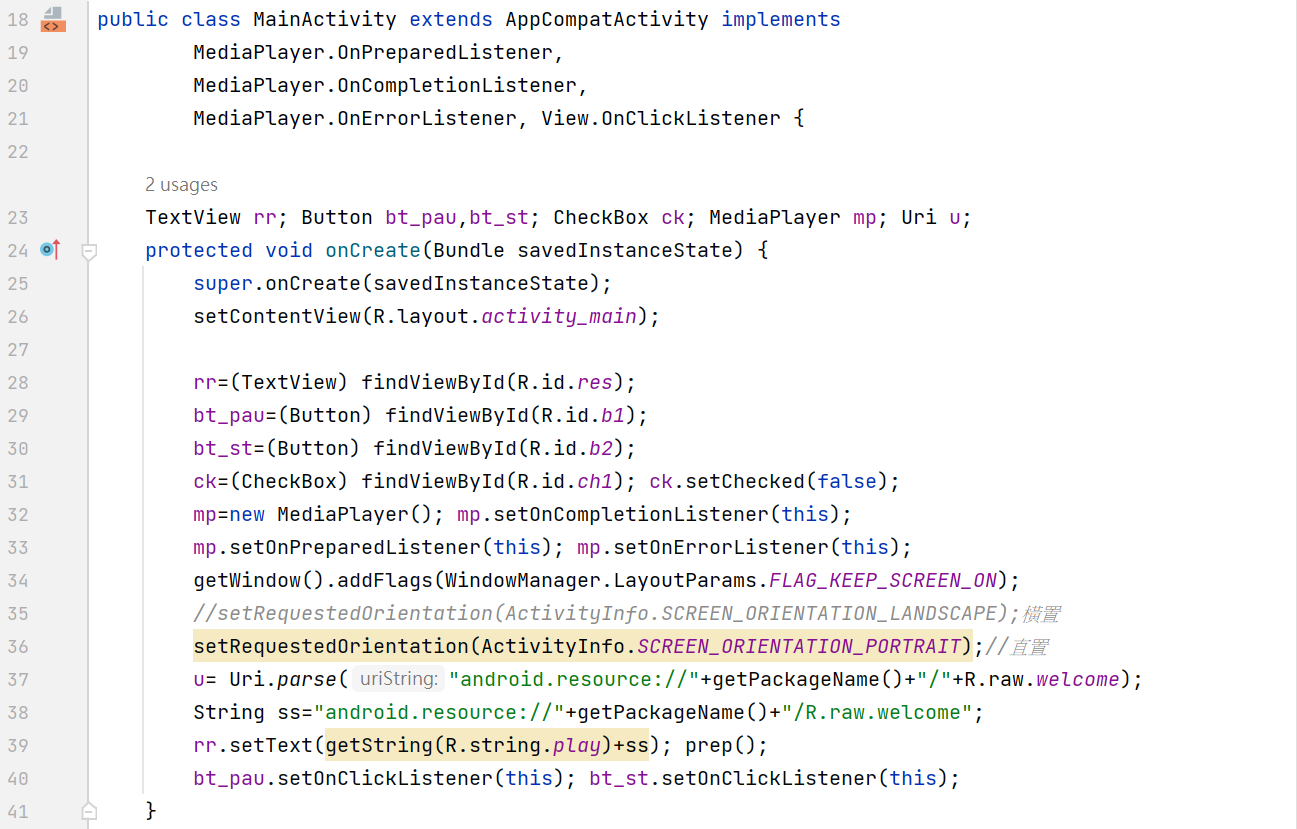 18 public class MainActivity extends AppCompatActivity implements
19 MediaPlayer.OnPreparedListener,
20 MediaPlayer.OnCompletionListener,
21 MediaPlayer.OnErrorListener, View.OnClickListener {
22
2 usages
23 TextView rr; Button bt_pau,bt_st; CheckBox ck; MediaPlayer mp; Uri u;
24 protected void onCreate(Bundle savedInstanceState) {
25 super.onCreate(savedInstanceState);
26 setContentView(R.layout.activity_main);
27
28 rr=(TextView) findViewById(R.id.res);
29 bt_pau=(Button) findViewById(R.id.b1);
30 bt_st=(Button) findViewById(R.id.b2);
31 ck=(CheckBox) findViewById(R.id.ch1); ck.setChecked(false);
32 mp=new MediaPlayer(); mp.setOnCompletionListener(this);
33 mp.setOnPreparedListener(this); mp.setOnErrorListener(this);
34 getWindow().addFlags(WindowManager.LayoutParams.FLAG_KEEP_SCREEN_ON);
35 //setRequestedOrientation(ActivityInfo.SCREEN_ORIENTATION_LANDSCAPE);橫置
36 setRequestedOrientation(ActivityInfo.SCREEN_ORIENTATION_PORTRAIT);//直置
37 u= Uri.parse( uriString: "android.resource://"+getPackageName()+"/"+R.raw.welcome);
38 String ss="android.resource://"+getPackageName()+"/R.raw.welcome";
39 rr.setText(getString(R.string.play)+ss); prep();
40 bt_pau.setOnClickListener(this); bt_st.setOnClickListener(this);
41 }